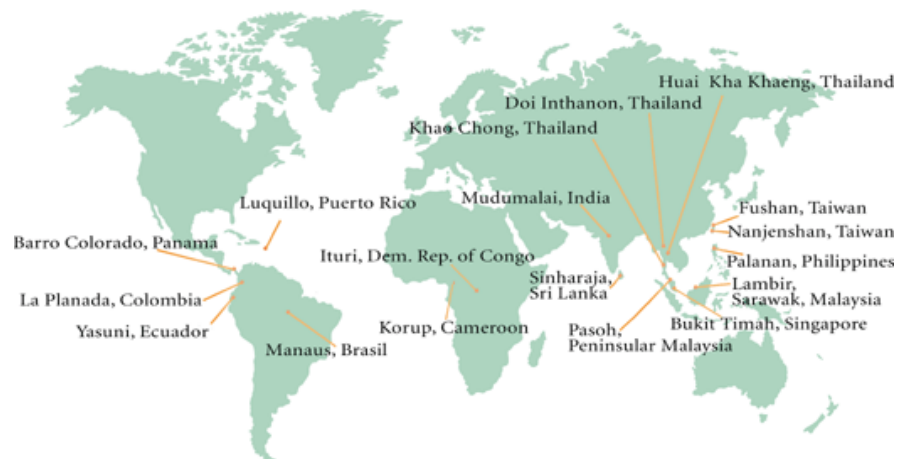 Huai Kha Khaeng, Thailand
Doi Inthanon, Thailand
Khao Chong, Thailand
Mudumalai, India
Luquillo, Puerto Rico
Fushan, Taiwan
Nanjenshan, Taiwan
Barro Colorado, Panama
Ituri, Dem. Rep. of Congo
Palanan, Philippines
Sinharaja,
Sri Lanka
Lambir,
Sarawak, Malaysia
La Planada, Colombia
Yasuni, Ecuador
Korup, Cameroon
Bukit Timah, Singapore
Pasoh,
Peninsular Malaysia
Manaus, Brasil